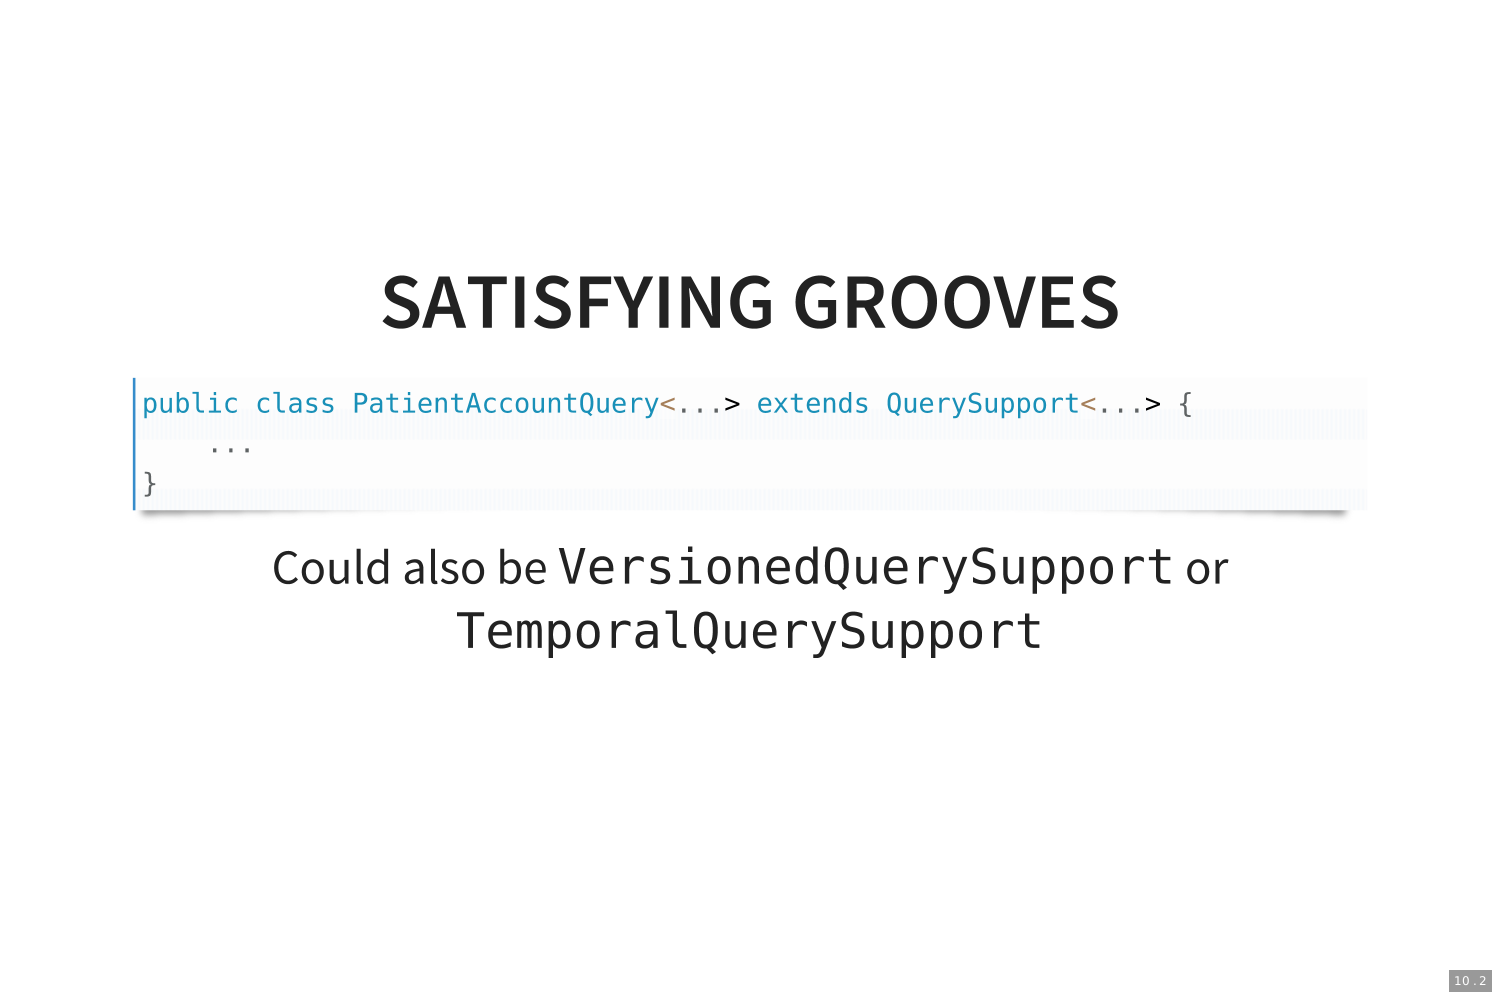 SATISFYING GROOVES
public class PatientAccountQuery<...> extends QuerySupport<...> {
    ...
}
Could also be VersionedQuerySupport or
TemporalQuerySupport
10.2